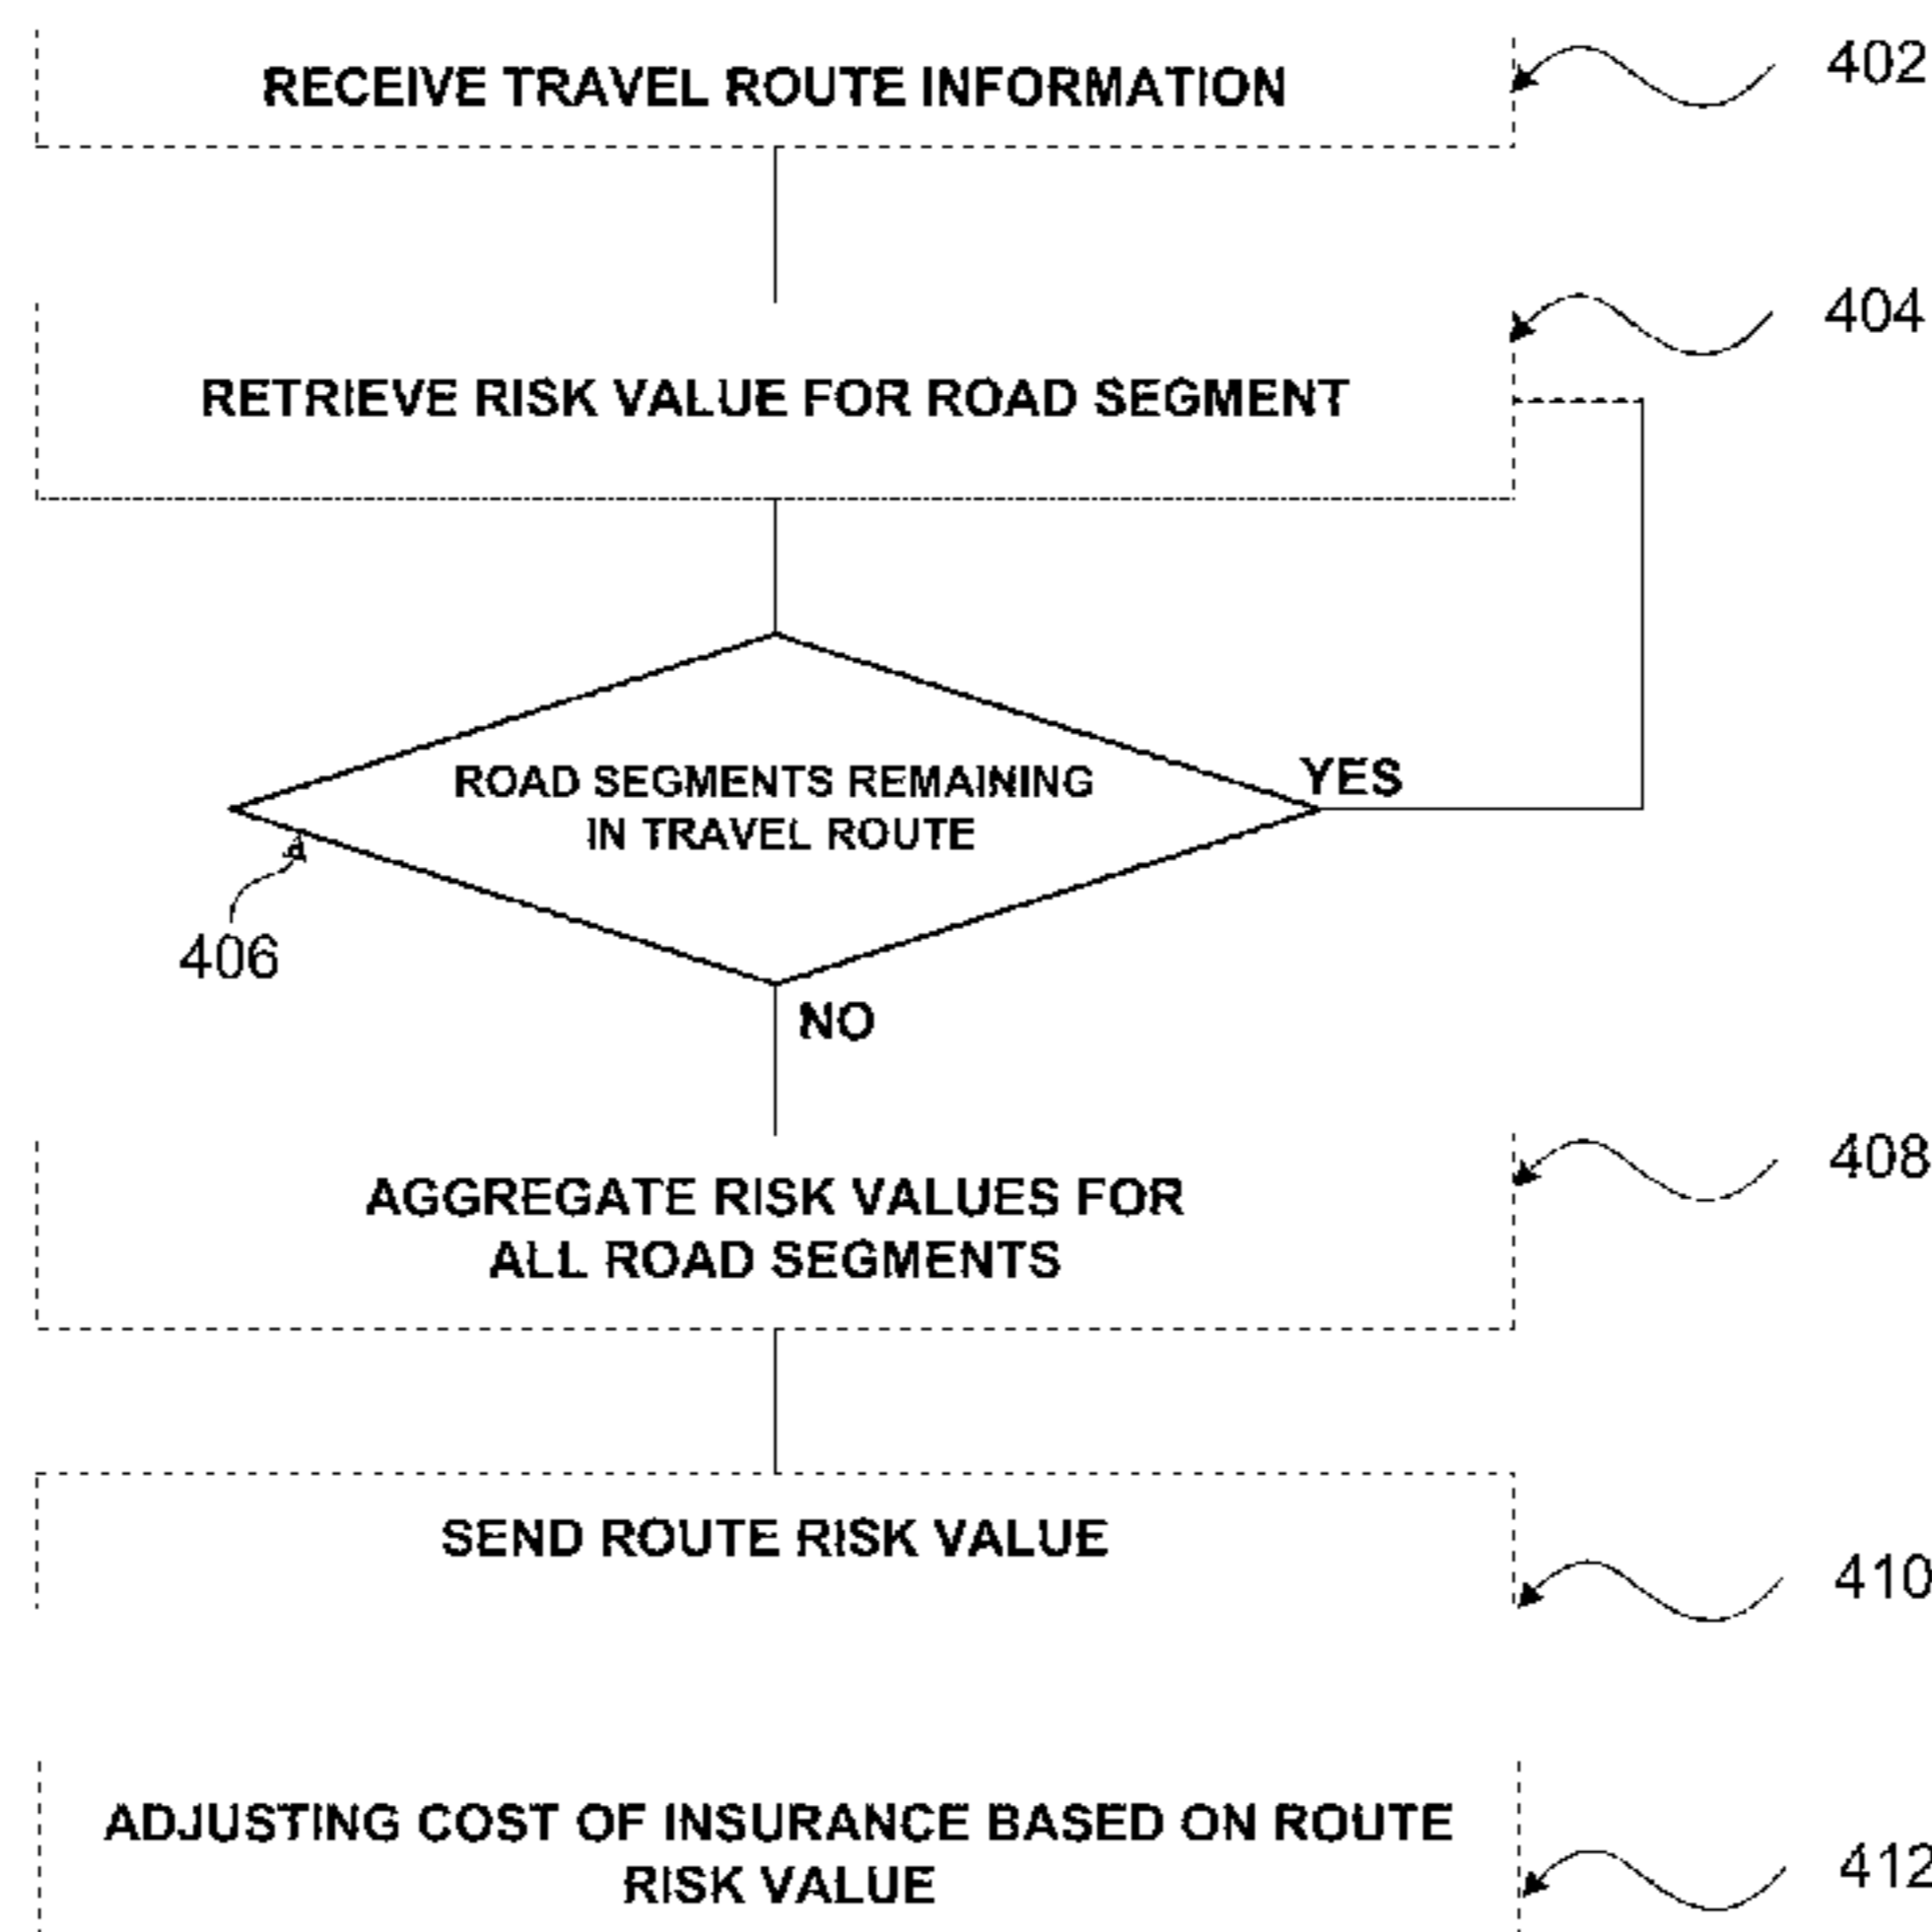 RECEIVE TRAVEL ROUTE INFORMATION
402
404
RETRIEVE RISK VALUE FOR ROAD SEGMENT
YES
ROAD SEGMENTS REMAINING
IN TRAVEL ROUTE
406
NO
408
AGGREGATE RISK VALUES FOR
ALL ROAD SEGMENTS
SEND ROUTE RISK VALUE
410
ADJUSTING COST OF INSURANCE BASED ON ROUTE
RISK VALUE
412